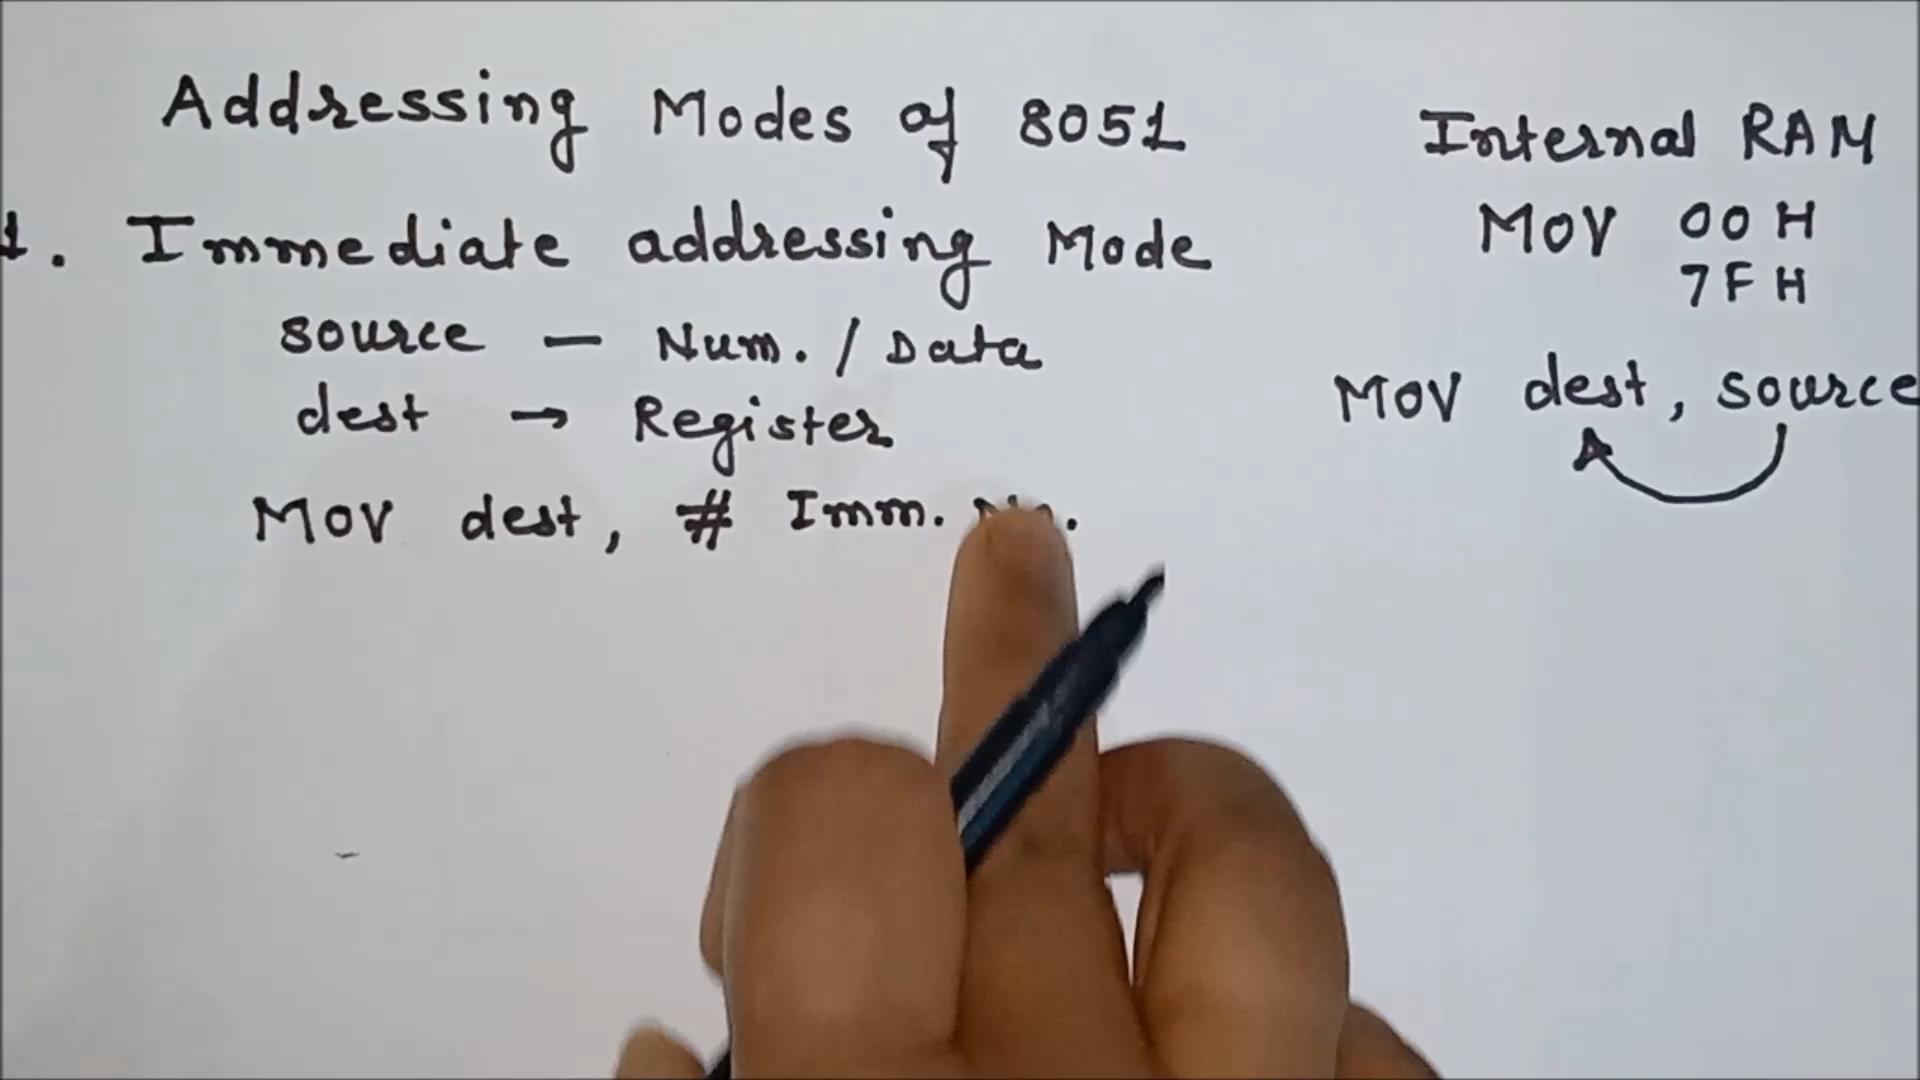 Addressing Modes of 8051
1. Immediate addressing Mode
source — Num. / Data
dest → Register
Mov dest, # Imm.
Internal RAM
MOV 00H
7FH
MOV dest, source